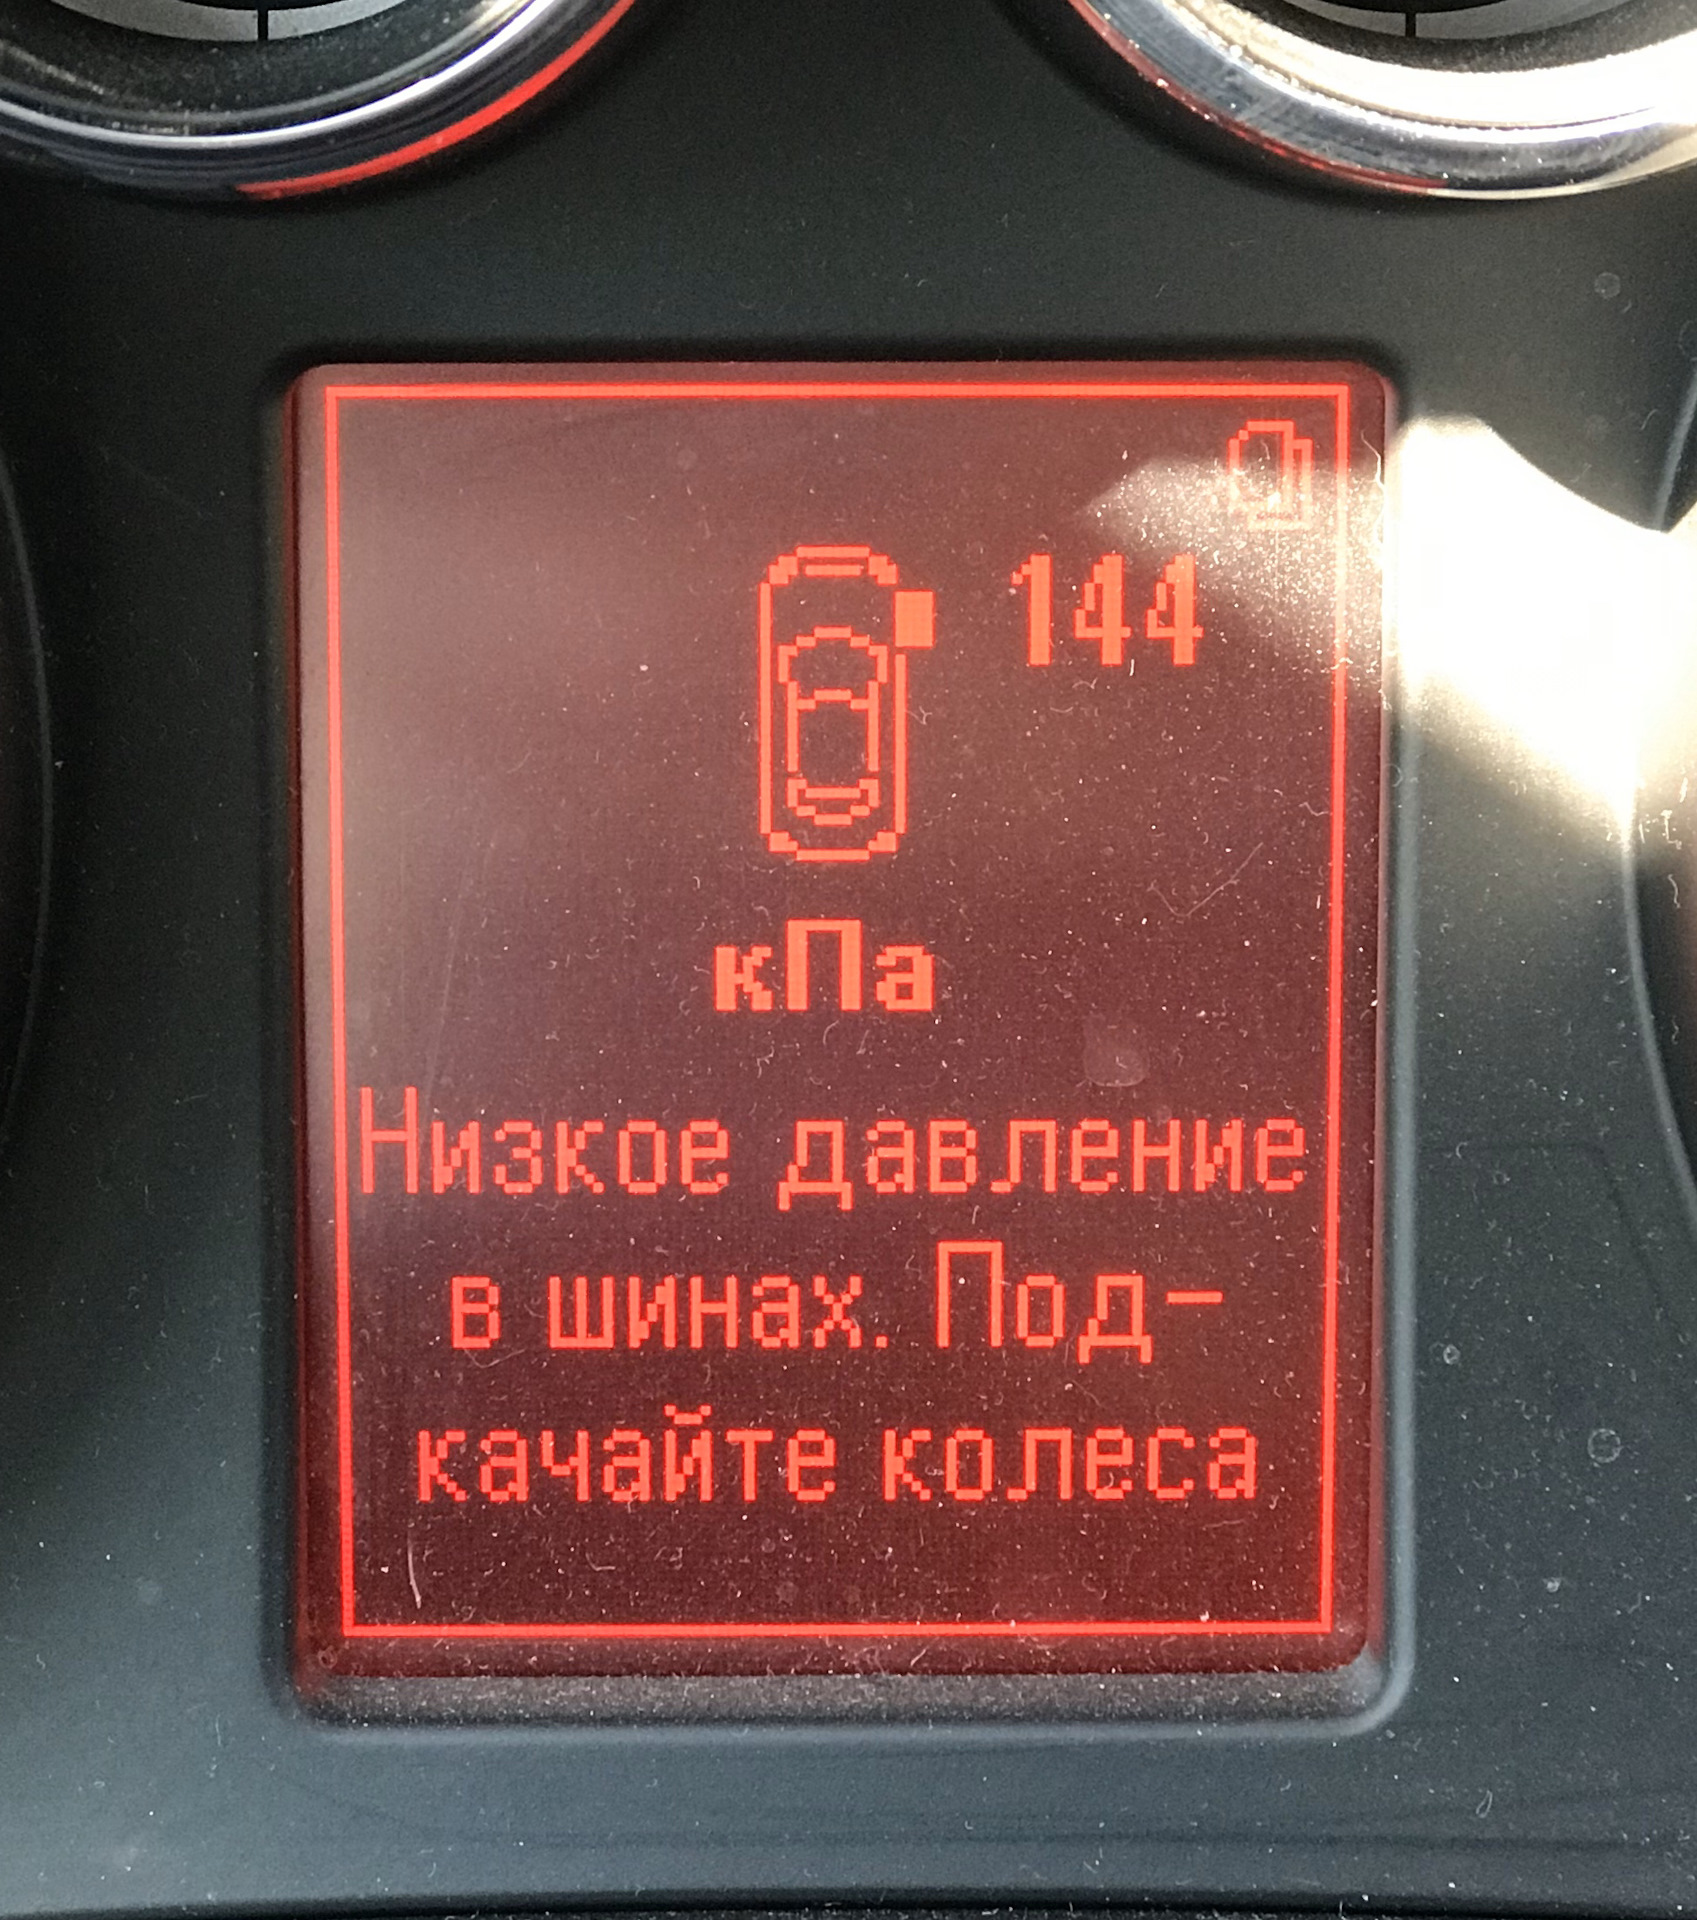 144
кПа
Низкое давление
в шинах. Под-
качайте колеса